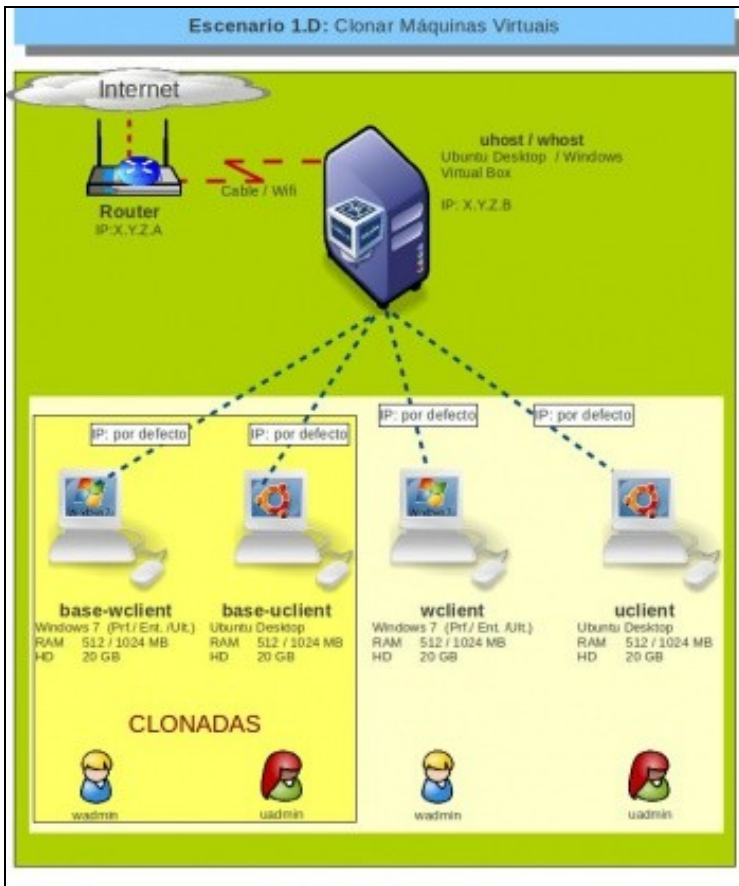 Escenario 1.D: Clonar Máquinas Virtuais
Internet
uhost / whost
Ubuntu Desktop / Windows
Virtual Box
IP: X.Y.Z.B
Cable / Wifi
Router
IP:X.Y.Z.A
IP: por defecto
IP: por defecto
IP: por defecto
IP: por defecto
base-wclient
Windows 7 (Prf./ Ent. /Ult.)
RAM 512 / 1024 MB
HD 20 GB
base-uclient
Ubuntu Desktop
RAM 512 / 1024 MB
HD 20 GB
wclient
Windows 7 (Prf./ Ent. /Ult.)
RAM 512 / 1024 MB
HD 20 GB
uclient
Ubuntu Desktop
RAM 512 / 1024 MB
HD 20 GB
CLONADAS
wadmin
uadmin
wadmin
uadmin